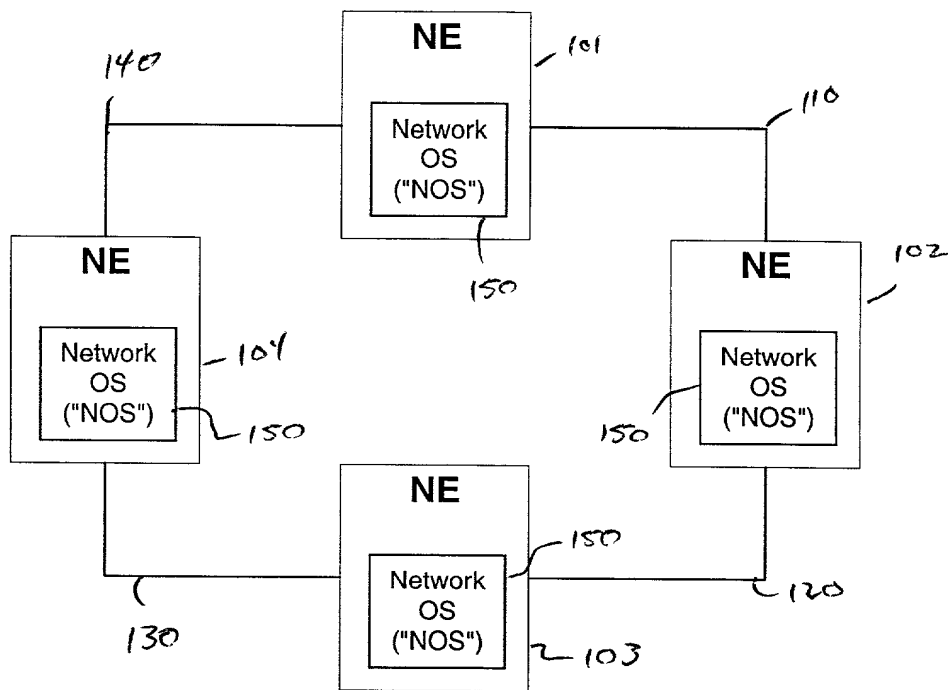 NE
101
140
110
Network
OS
("NOS")
150
NE
102
NE
Network
OS
("NOS")
104
150
Network
OS
("NOS")
150
NE
150
Network
OS
("NOS")
130
120
103